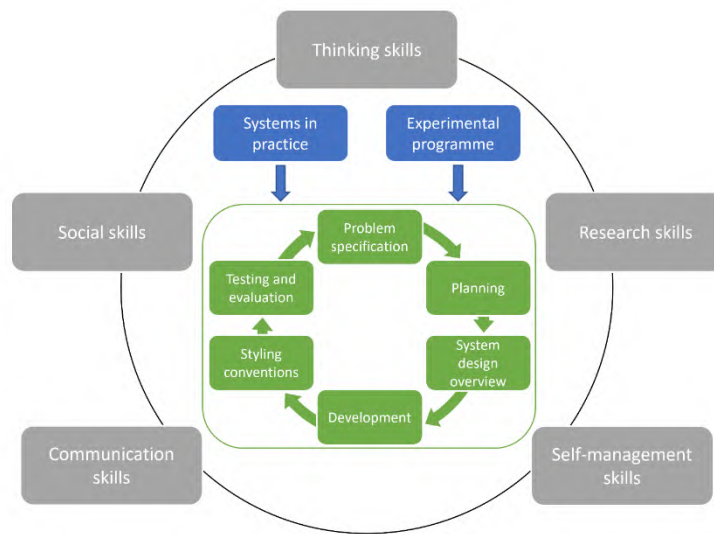 Thinking skills
Systems in
practice
Experimental
programme
Social skills
Research skills
Problem
specification
Testing and
evaluation
Planning
Styling
conventions
System
design
overview
Development
Communication
skills
Self-management
skills